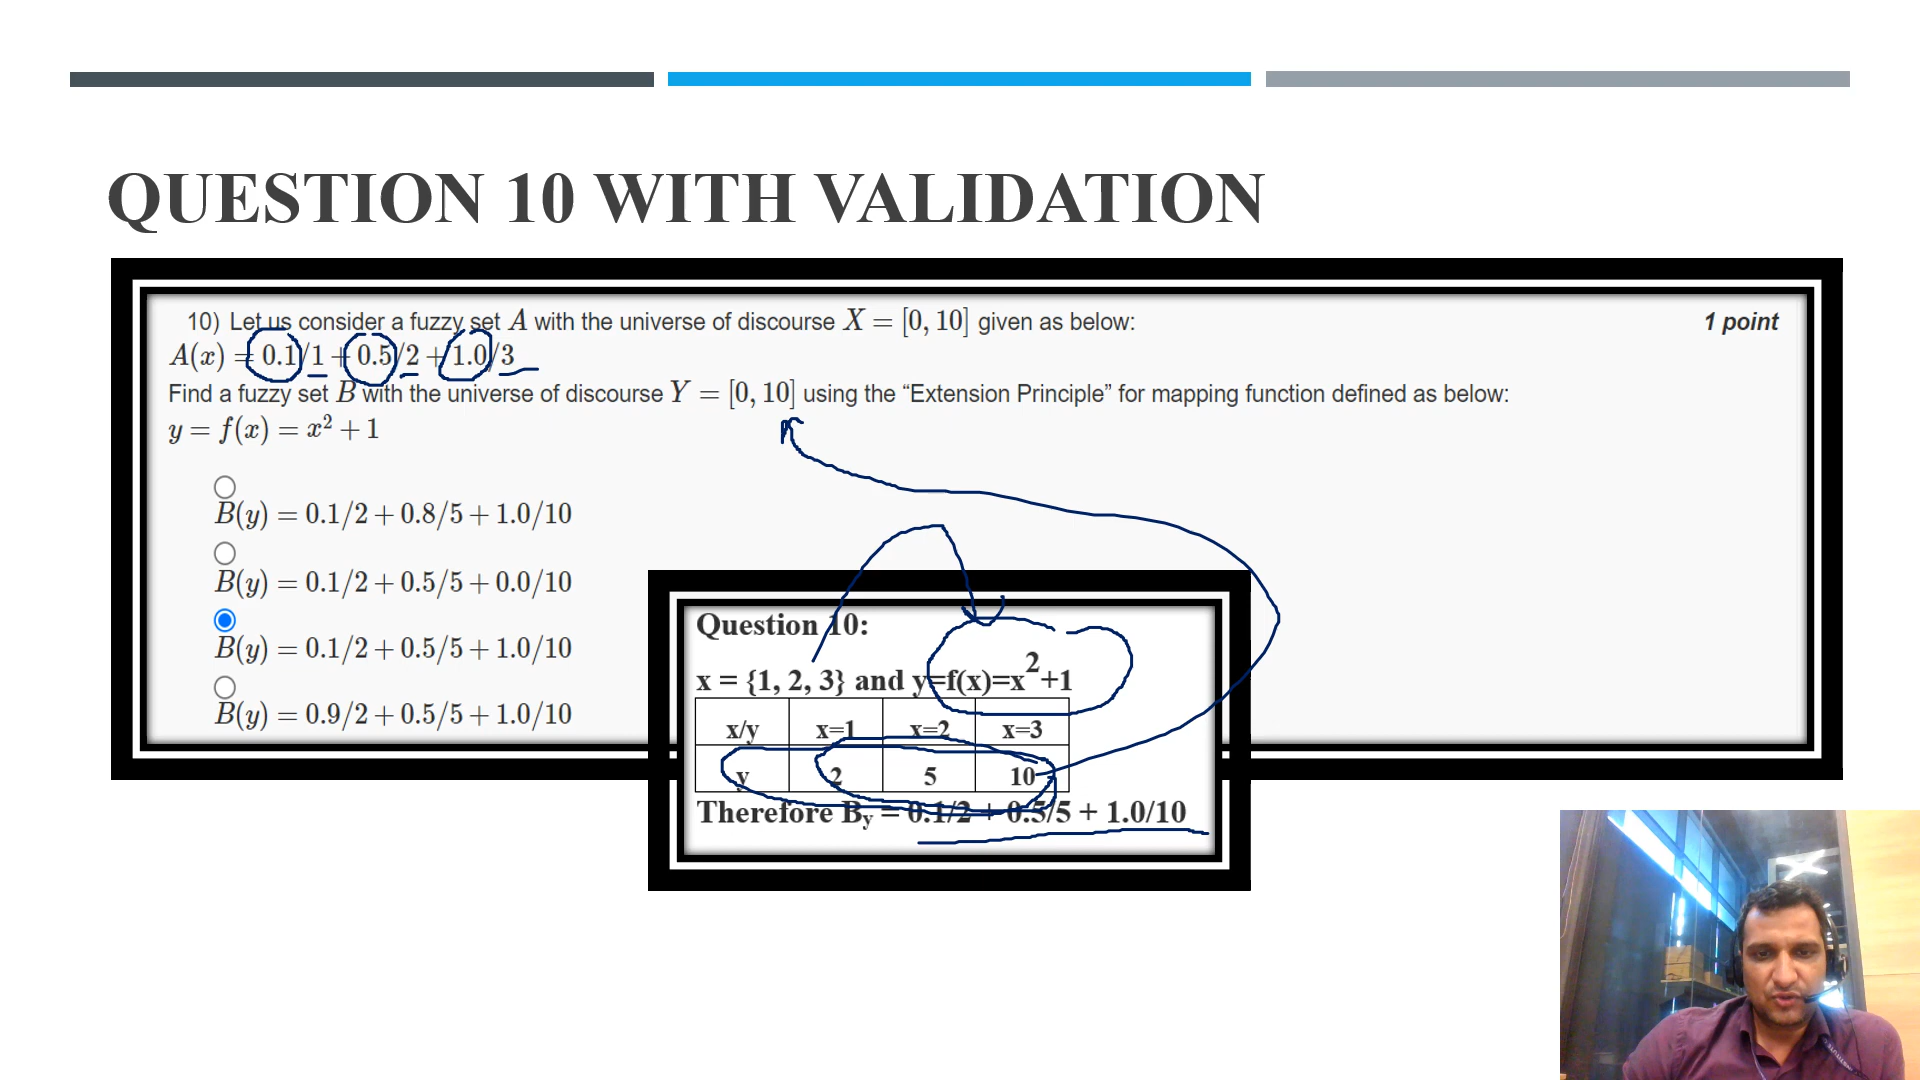 QUESTION 10 WITH VALIDATION
10) Let us consider a fuzzy set A with the universe of discourse X = [0, 10] given as below: 1 point
A(x) = 0.1/1 + 0.5/2 + 1.0/3
Find a fuzzy set B with the universe of discourse Y = [0, 10] using the “Extension Principle” for mapping function defined as below:
y = f(x) = x² + 1
B(y) = 0.1/2 + 0.8/5 + 1.0/10
B(y) = 0.1/2 + 0.5/5 + 0.0/10
B(y) = 0.1/2 + 0.5/5 + 1.0/10
B(y) = 0.9/2 + 0.5/5 + 1.0/10
Question 10:
x = {1, 2, 3} and y=f(x)=x²+1
x/y x=1 x=2 x=3
y 2 5 10
Therefore By = 0.1/2 + 0.5/5 + 1.0/10